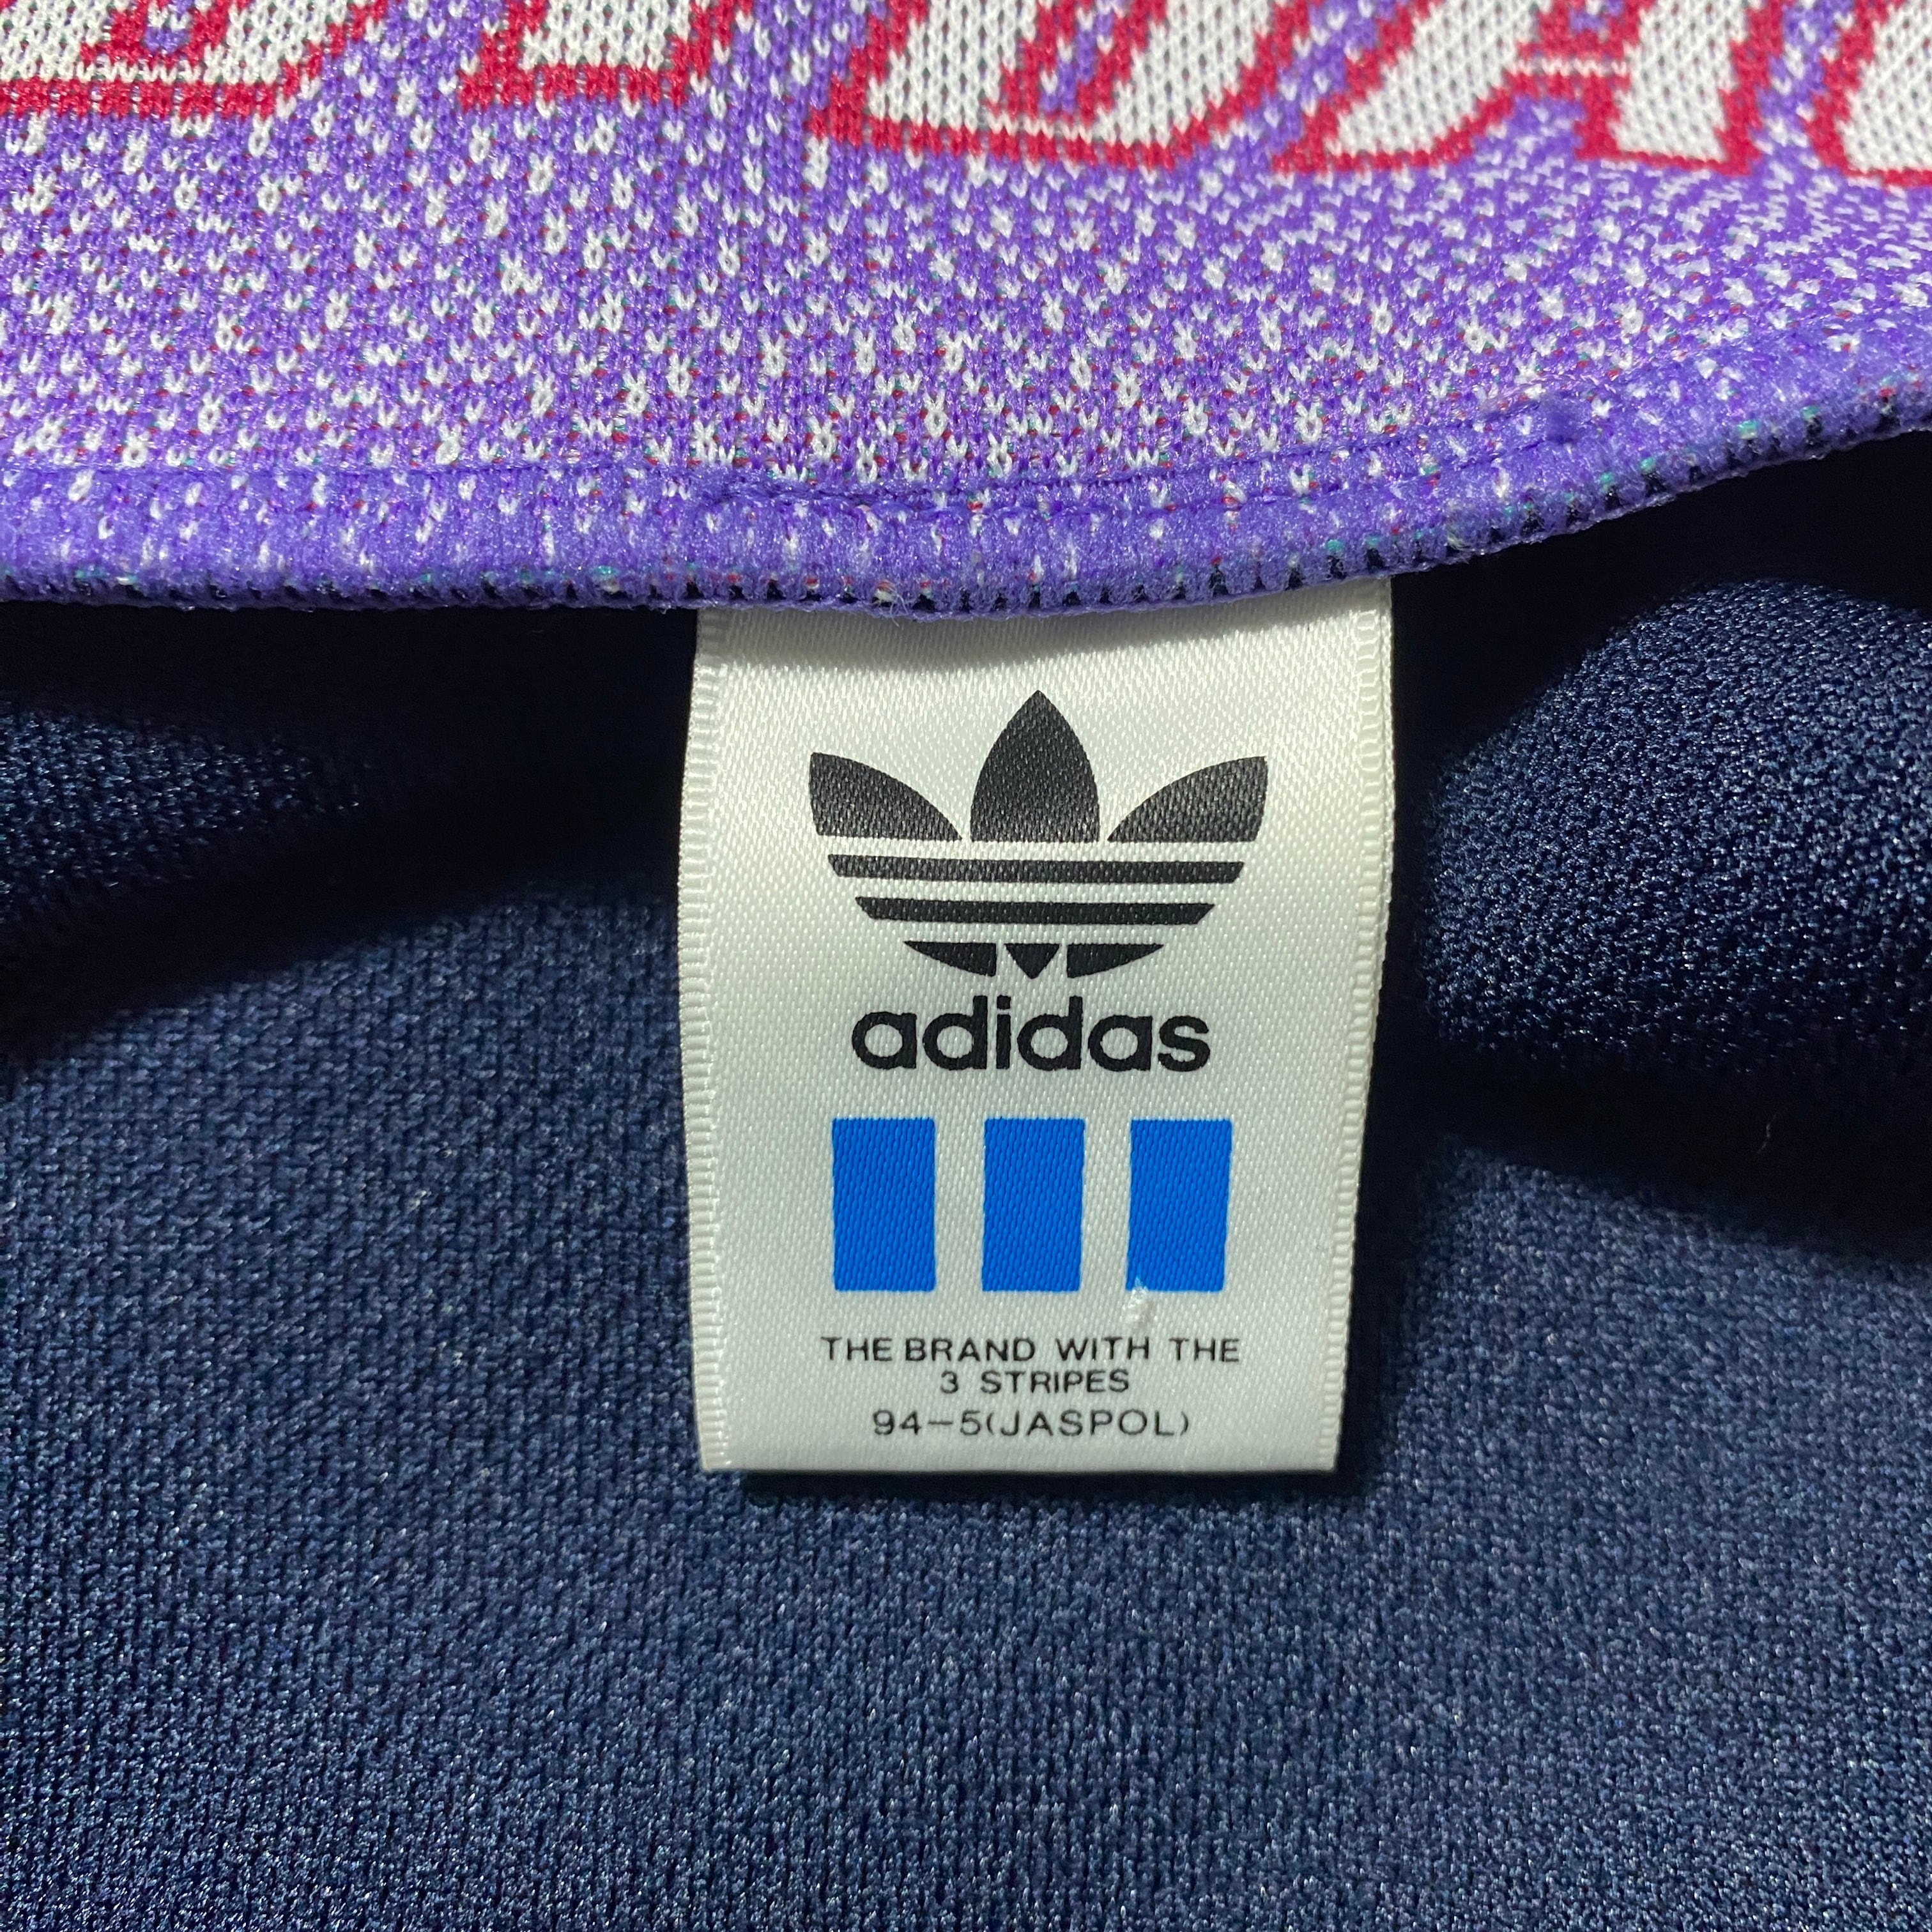 adidas
THE BRAND WITH THE
3 STRIPES
94-5(JASPOL)